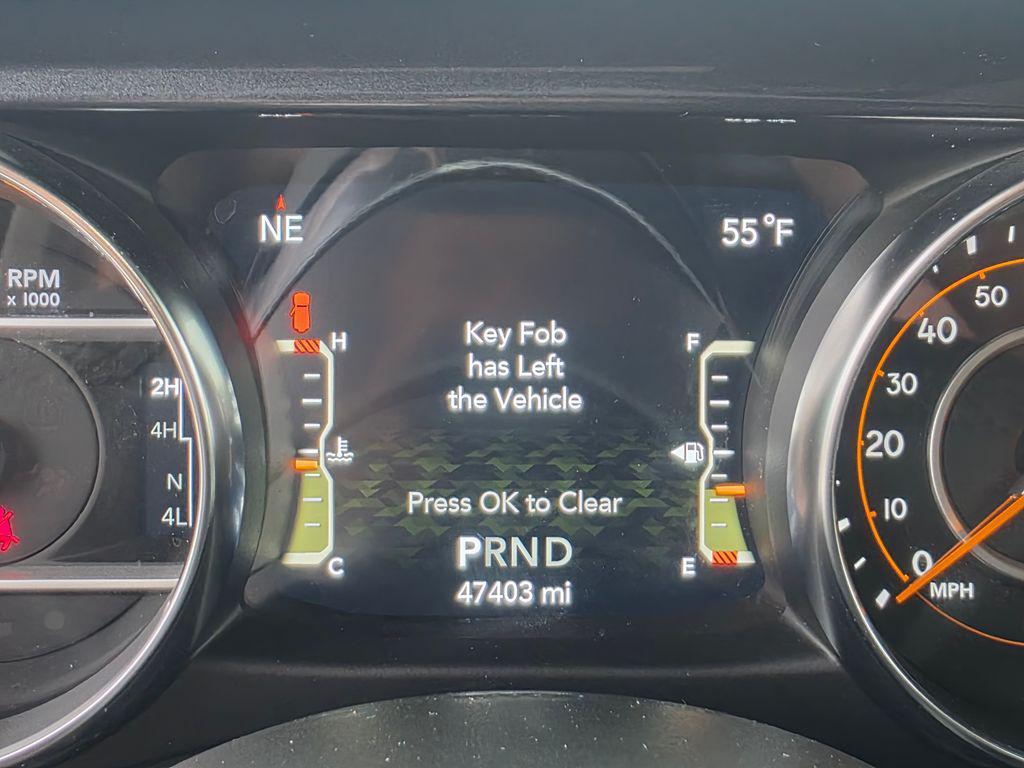 NE
55°F
RPM
x 1000
Key Fob
has Left
the Vehicle
H
F
50
40
30
20
10
0
MPH
2H
4H
N
4L
Press OK to Clear
C
E
PRND
47403 mi